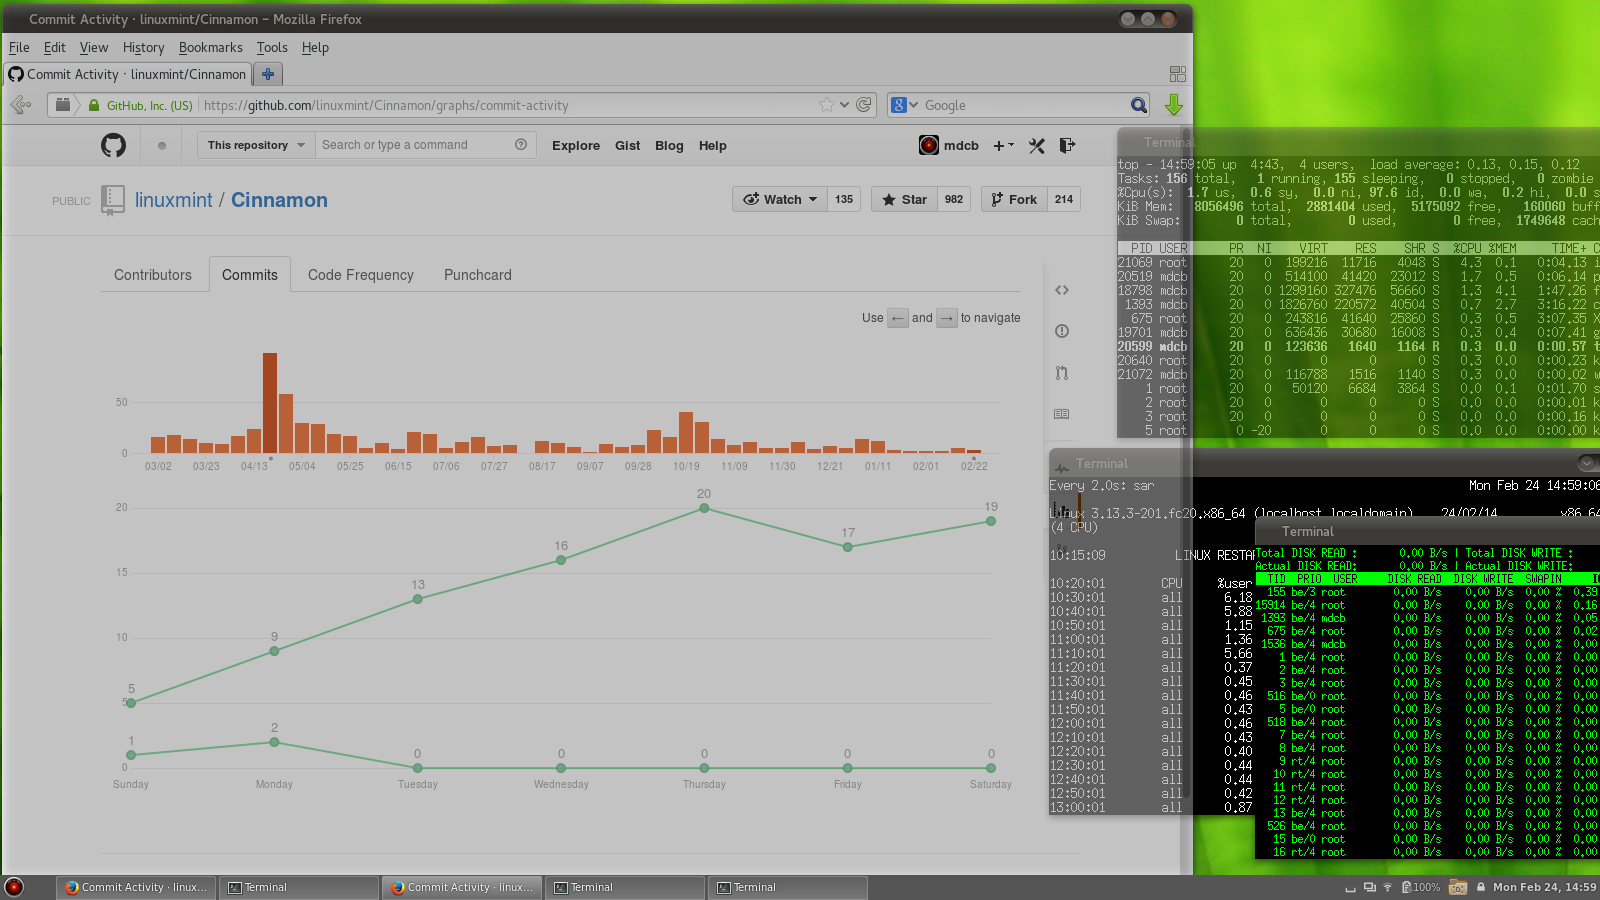 Commit Activity · linuxmint/Cinnamon - Mozilla Firefox
File Edit View History Bookmarks Tools Help
Commit Activity · linuxmint/Cinnamon
GitHub, Inc. (US) https://github.com/linuxmint/Cinnamon/graphs/commit-activity
Google
This repository Search or type a command Explore Gist Blog Help mdcb
PUBLIC linuxmint / Cinnamon
Watch 135 Star 982 Fork 214
Contributors Commits Code Frequency Punchcard
Use ← and → to navigate
50
0
03/02 03/23 04/13 05/04 05/25 06/15 07/06 07/27 08/17 09/07 09/28 10/19 11/09 11/30 12/21 01/11 02/01 02/22
20
15
10
5
0
5 9 13 16 20 17 19
1 2 0 0 0 0 0
Sunday Monday Tuesday Wednesday Thursday Friday Saturday
Terminal
top - 14:59:05 up 4:43, 4 users, load average: 0.13, 0.15, 0.12
Tasks: 156 total, 1 running, 155 sleeping, 0 stopped, 0 zombie
%Cpu(s): 1.7 us, 0.6 sy, 0.0 ni, 97.6 id, 0.0 wa, 0.2 hi, 0.0 s
KiB Mem: 8056496 total, 2881404 used, 5175092 free, 160060 buff
KiB Swap: 0 total, 0 used, 0 free, 1749648 cach
PID USER PR NI VIRT RES SHR S %CPU %MEM TIME+ C
21069 root 20 0 199216 11716 4048 S 4.3 0.1 0:04.13 i
20519 mdcb 20 0 514100 41420 23012 S 1.7 0.5 0:06.14 p
18798 mdcb 20 0 1299160 327476 56660 S 1.3 4.1 1:47.26 f
1393 mdcb 20 0 1826760 220572 40504 S 0.7 2.7 3:16.22 c
675 root 20 0 243816 41640 25860 S 0.3 0.5 3:07.35 X
19701 mdcb 20 0 636436 30680 16008 S 0.3 0.4 0:07.41 g
20599 mdcb 20 0 123636 1640 1164 R 0.3 0.0 0:00.57 t
20640 root 20 0 0 0 0 S 0.3 0.0 0:00.23 k
21072 mdcb 20 0 116788 1516 1140 S 0.3 0.0 0:00.02 w
1 root 20 0 50120 6684 3864 S 0.0 0.1 0:01.70 s
2 root 20 0 0 0 0 S 0.0 0.0 0:00.01 k
3 root 20 0 0 0 0 S 0.0 0.0 0:00.16 k
5 root 0 -20 0 0 0 S 0.0 0.0 0:00.00 k
Terminal
Every 2.0s: sar Mon Feb 24 14:59:06
Linux 3.13.3-201.fc20.x86_64 (localhost.localdomain) 24/02/14 _x86_64
(4 CPU)
10:15:09 LINUX RESTA
10:20:01 CPU %user
10:30:01 all 6.18
10:40:01 all 5.88
10:50:01 all 1.15
11:00:01 all 1.36
11:10:01 all 5.66
11:20:01 all 0.37
11:30:01 all 0.45
11:40:01 all 0.46
11:50:01 all 0.43
12:00:01 all 0.46
12:10:01 all 0.43
12:20:01 all 0.40
12:30:01 all 0.44
12:40:01 all 0.44
12:50:01 all 0.42
13:00:01 all 0.87
Terminal
Total DISK READ : 0.00 B/s | Total DISK WRITE :
Actual DISK READ: 0.00 B/s | Actual DISK WRITE:
TID PRIO USER DISK READ DISK WRITE SWAPIN IO
155 be/3 root 0.00 B/s 0.00 B/s 0.00 % 0.39
15914 be/4 root 0.00 B/s 0.00 B/s 0.00 % 0.16
1393 be/4 mdcb 0.00 B/s 0.00 B/s 0.00 % 0.05
675 be/4 root 0.00 B/s 0.00 B/s 0.00 % 0.02
1536 be/4 mdcb 0.00 B/s 0.00 B/s 0.00 % 0.00
1 be/4 root 0.00 B/s 0.00 B/s 0.00 % 0.00
2 be/4 root 0.00 B/s 0.00 B/s 0.00 % 0.00
3 be/4 root 0.00 B/s 0.00 B/s 0.00 % 0.00
516 be/0 root 0.00 B/s 0.00 B/s 0.00 % 0.00
5 be/0 root 0.00 B/s 0.00 B/s 0.00 % 0.00
518 be/4 root 0.00 B/s 0.00 B/s 0.00 % 0.00
7 be/4 root 0.00 B/s 0.00 B/s 0.00 % 0.00
8 be/4 root 0.00 B/s 0.00 B/s 0.00 % 0.00
9 rt/4 root 0.00 B/s 0.00 B/s 0.00 % 0.00
10 rt/4 root 0.00 B/s 0.00 B/s 0.00 % 0.00
11 rt/4 root 0.00 B/s 0.00 B/s 0.00 % 0.00
12 rt/4 root 0.00 B/s 0.00 B/s 0.00 % 0.00
13 be/4 root 0.00 B/s 0.00 B/s 0.00 % 0.00
526 be/4 root 0.00 B/s 0.00 B/s 0.00 % 0.00
15 be/0 root 0.00 B/s 0.00 B/s 0.00 % 0.00
16 rt/4 root 0.00 B/s 0.00 B/s 0.00 % 0.00
Commit Activity · linux... Terminal Commit Activity · linux... Terminal Terminal 100% Mon Feb 24, 14:59